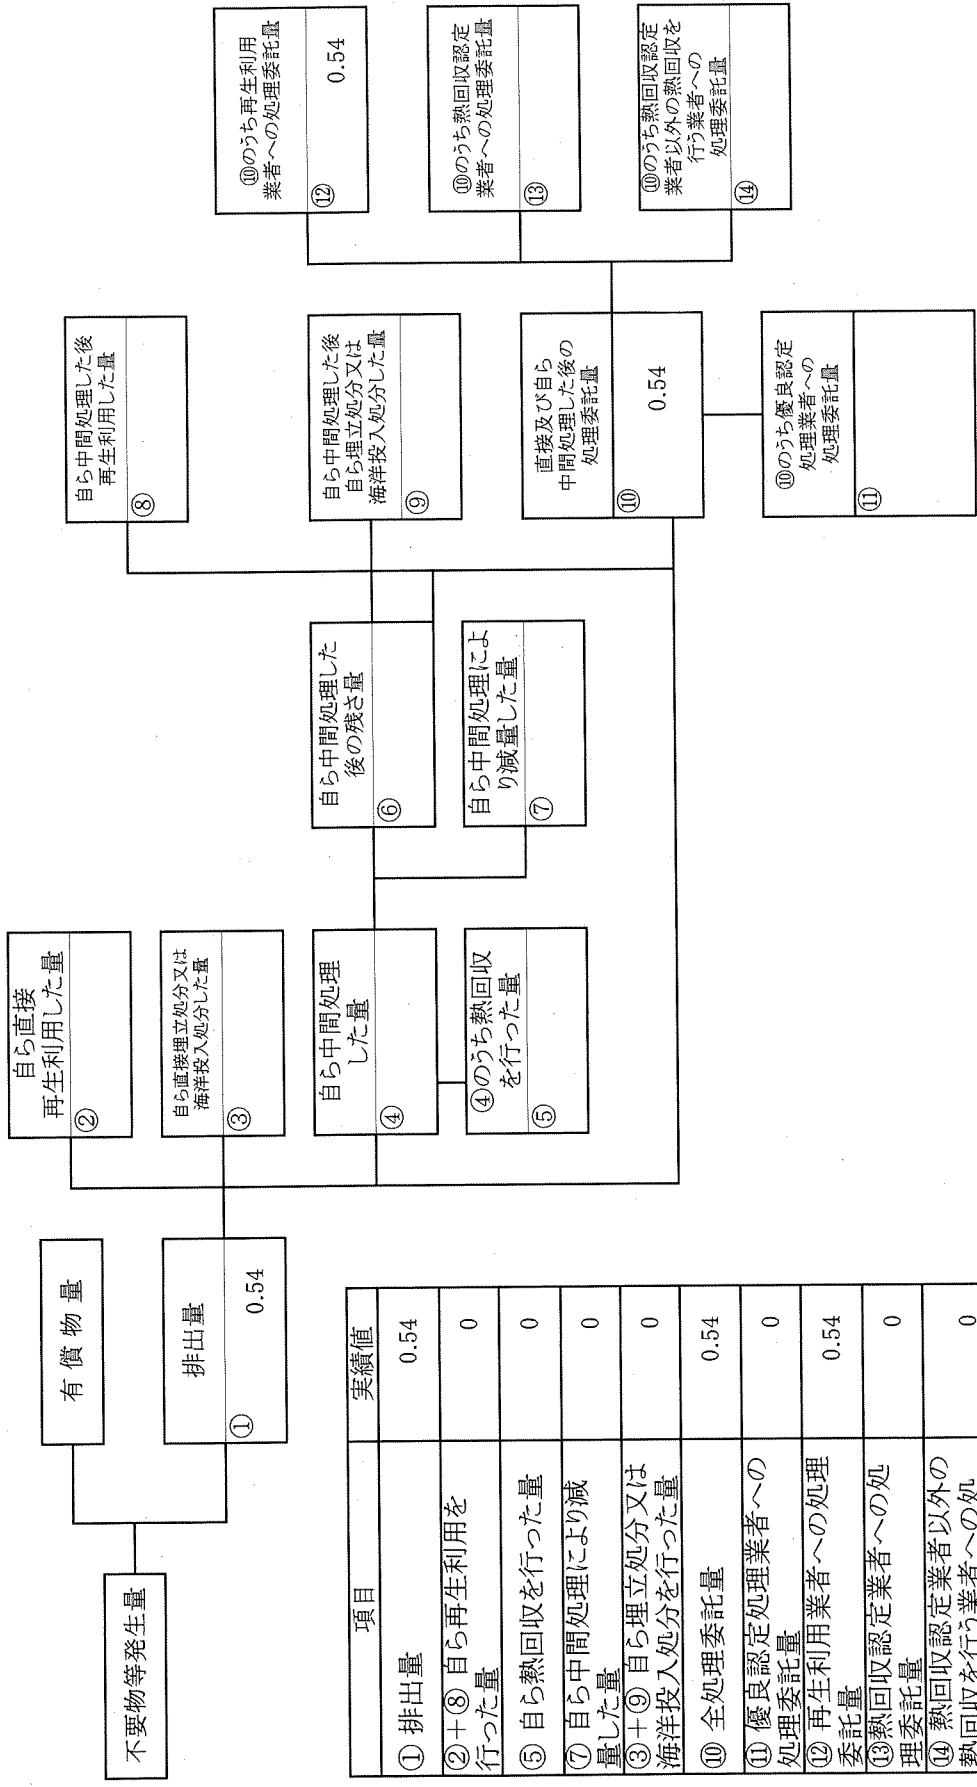 不要物等発生量
有償物量
排出量
①
0.54
自ら直接
再生利用した量
②
自ら直接埋立処分又は
海洋投入処分した量
③
自ら中間処理
した量
④
④のうち熱回収
を行った量
⑤
自ら中間処理した
後の残さ量
⑥
自ら中間処理によ
り減量した量
⑦
自ら中間処理した後
再生利用した量
⑧
自ら中間処理した後
自ら埋立処分又は
海洋投入処分した量
⑨
直接及び自ら
中間処理した後の
処理委託量
⑩
0.54
⑩のうち優良認定
処理業者への
処理委託量
⑪
⑩のうち再生利用
業者への処理委託量
⑫
0.54
⑩のうち熱回収認定
業者への処理委託量
⑬
⑩のうち熱回収認定
業者以外の熱回収を
行う業者への
処理委託量
⑭
項目 実績値
①排出量 0.54
②+⑧ 自ら再生利用を
行った量 0
⑤ 自ら熱回収を行った量 0
⑦ 自ら中間処理により減
量した量 0
③+⑨ 自ら埋立処分又は
海洋投入処分を行った量 0
⑩ 全処理委託量 0.54
⑪ 優良認定処理業者への
処理委託量 0
⑫ 再生利用業者への処理
委託量 0.54
⑬熱回収認定業者への処
理委託量 0
⑭ 熱回収認定業者以外の
熱回収を行う業者への処 0